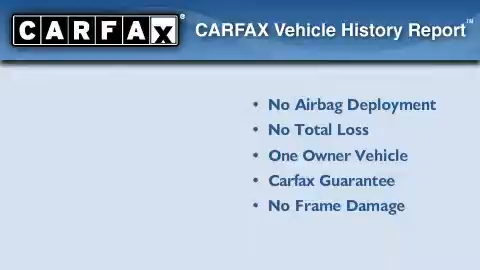 CARFAX® CARFAX Vehicle History Report™
• No Airbag Deployment
• No Total Loss
• One Owner Vehicle
• Carfax Guarantee
• No Frame Damage